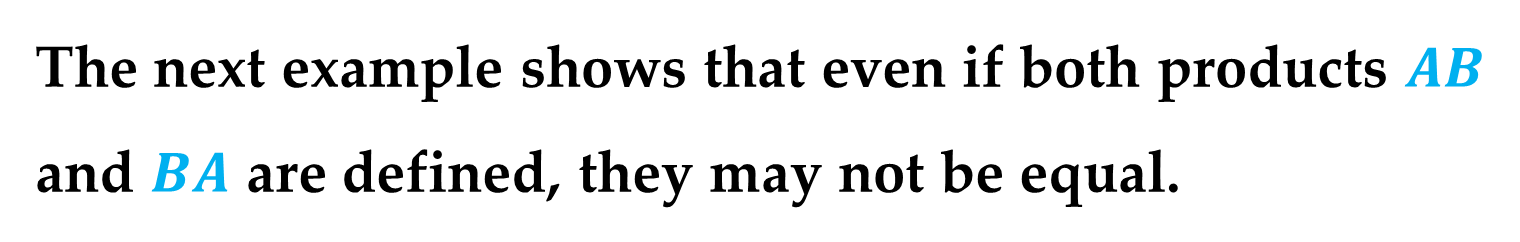 The next example shows that even if both products AB
and BA are defined, they may not be equal.